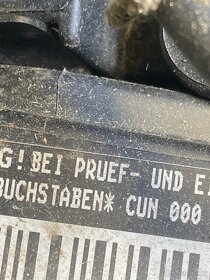 G! BEI PRUEF- UND E
BUCHSTABEN* CUN 000